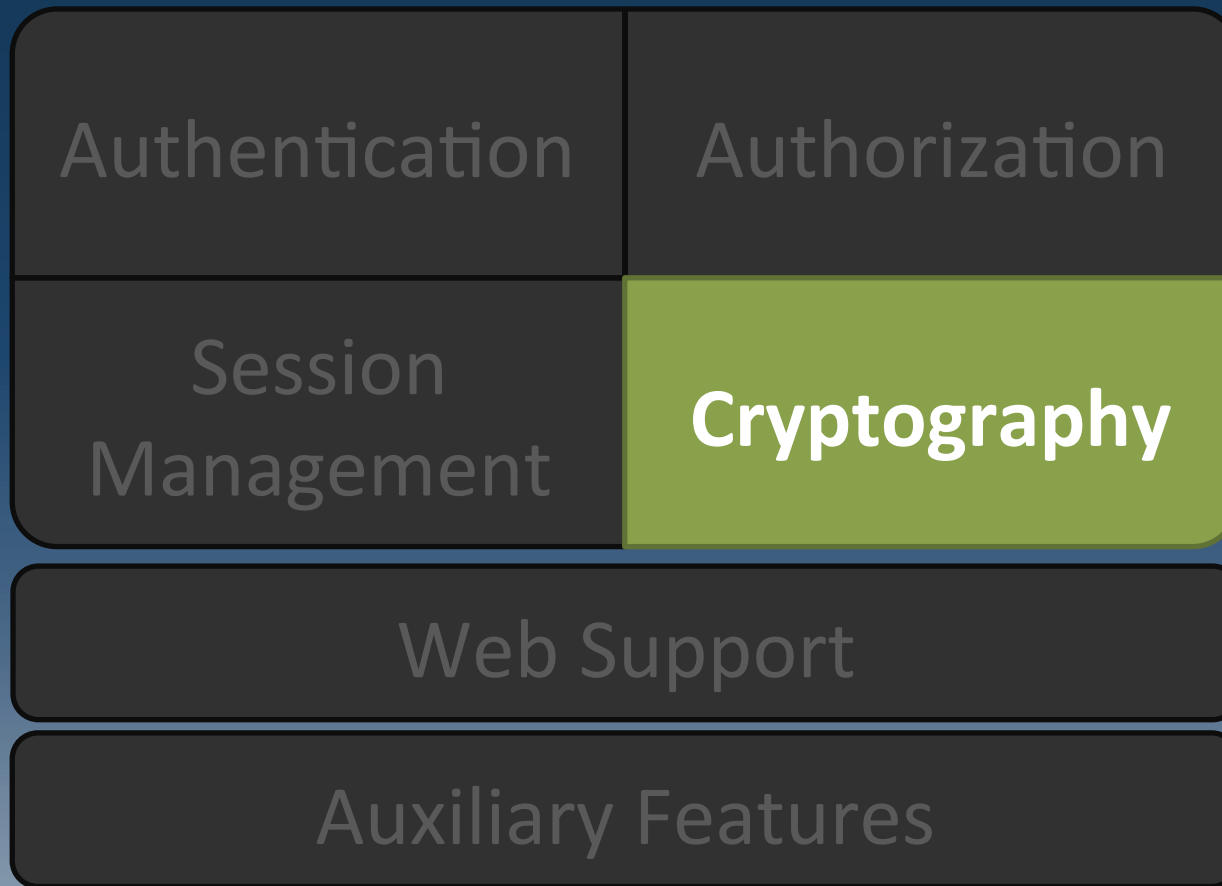 Authentication
Authorization
Session
Management
Cryptography
Web Support
Auxiliary Features